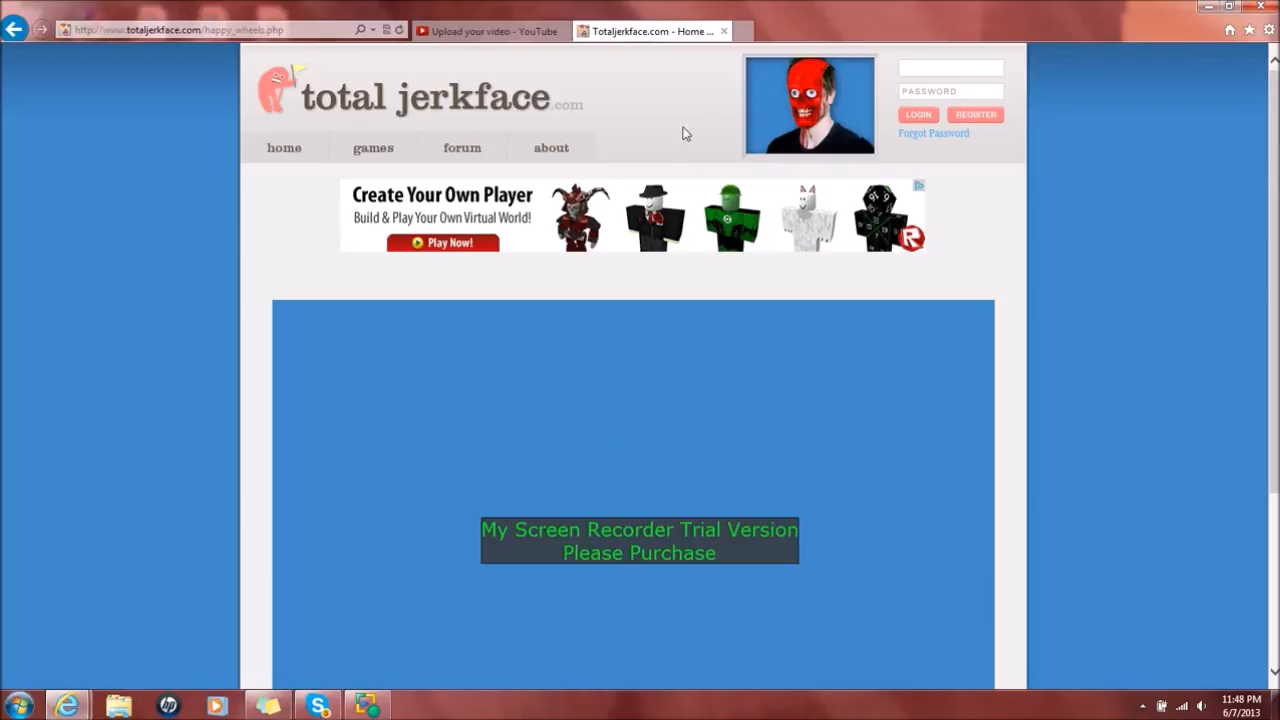 http://www.totaljerkface.com/happy_wheels.php
Upload your video - YouTube
Totaljerkface.com - Home ...
total jerkface.com
PASSWORD
LOGIN
REGISTER
Forgot Password
home
games
forum
about
Create Your Own Player
Build & Play Your Own Virtual World!
Play Now!
R
My Screen Recorder Trial Version
Please Purchase
hp
11:48 PM
6/7/2013